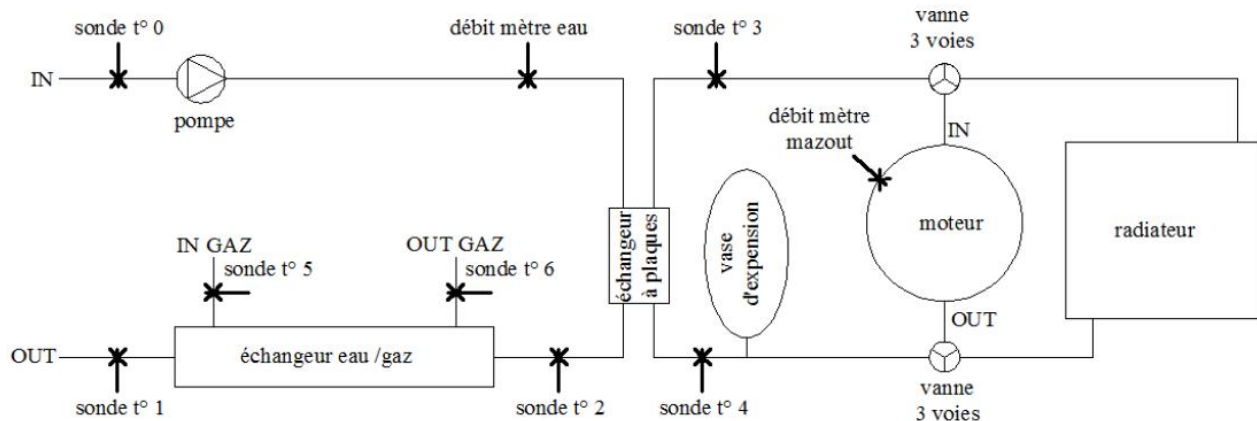 sonde t° 0
débit mètre eau
sonde t° 3
vanne
3 voies
IN
pompe
débit mètre
mazout
IN
échangeur
à plaques
vase
d'expension
moteur
radiateur
IN GAZ
OUT GAZ
sonde t° 5
sonde t° 6
OUT
OUT
échangeur eau /gaz
sonde t° 1
sonde t° 2
sonde t° 4
vanne
3 voies